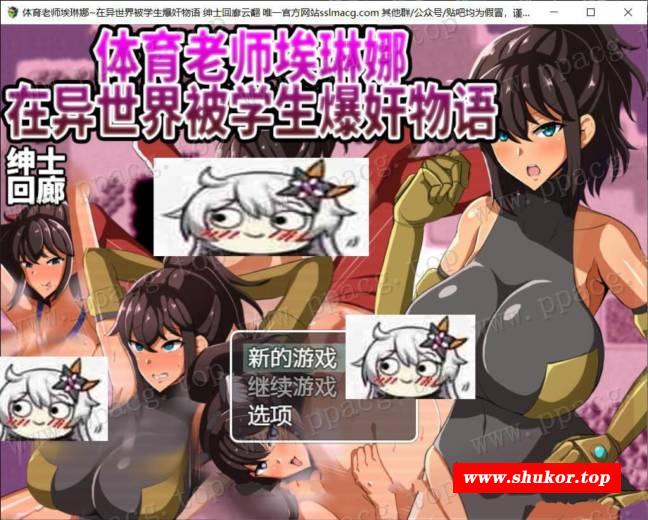 体育老师埃琳娜~在异世界被学生爆奸物语 绅士回廊云翻 唯一官方网站sslmacg.com 其他群/公众号/贴吧均为假冒，谨...
体育老师埃琳娜
在异世界被学生爆奸物语
绅士
回廊
新的游戏
继续游戏
选项
www.shukor.top
www.ppacg.top